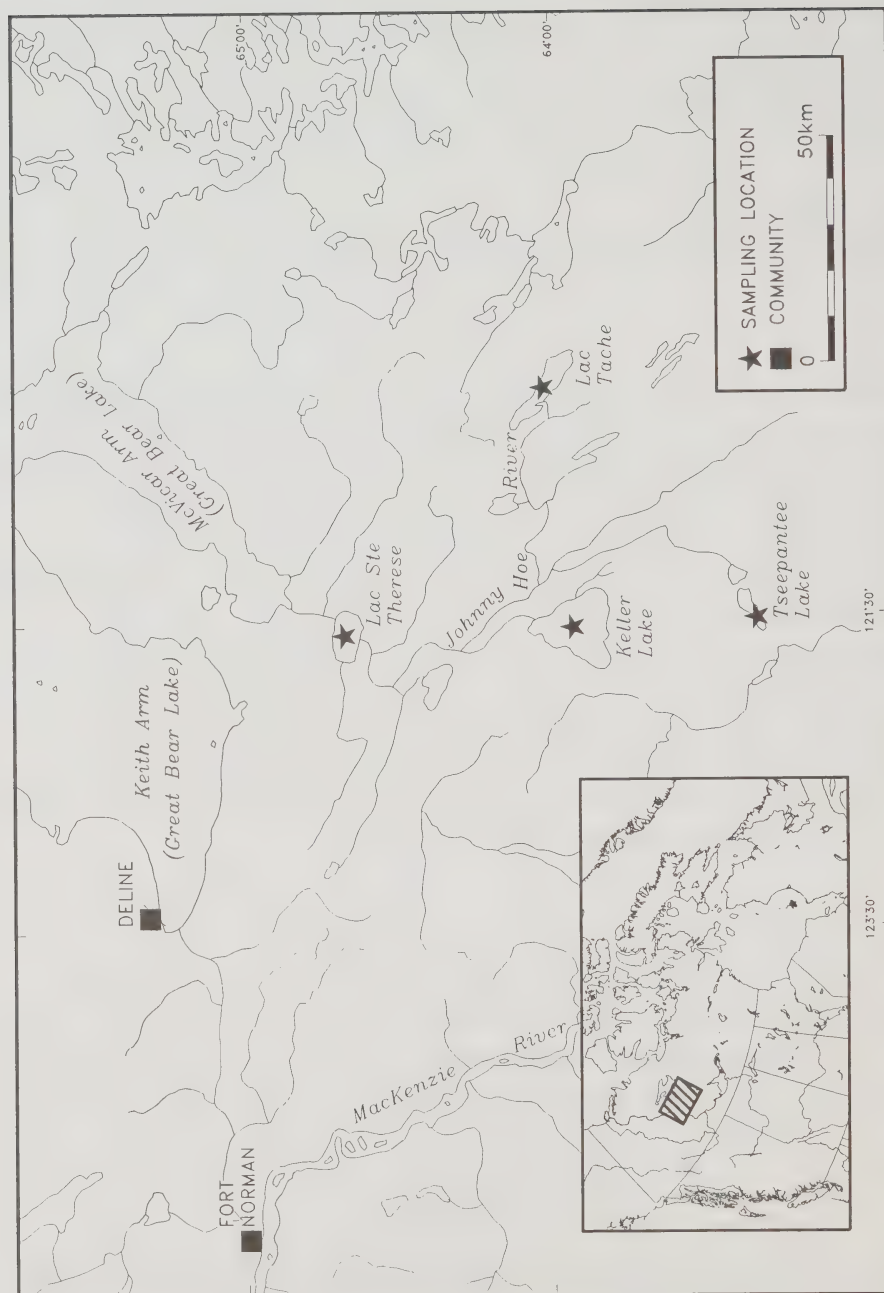 65°00'
64°00'
McVicar Arm
(Great Bear Lake)
Keith Arm
(Great Bear Lake)
DELINE
FORT
NORMAN
MacKenzie
River
Lac Ste
Therese
Johnny
Hoe
River
Lac
Tache
Keller
Lake
Tseepantee
Lake
121°30'
123°30'
SAMPLING LOCATION
COMMUNITY
0
50km